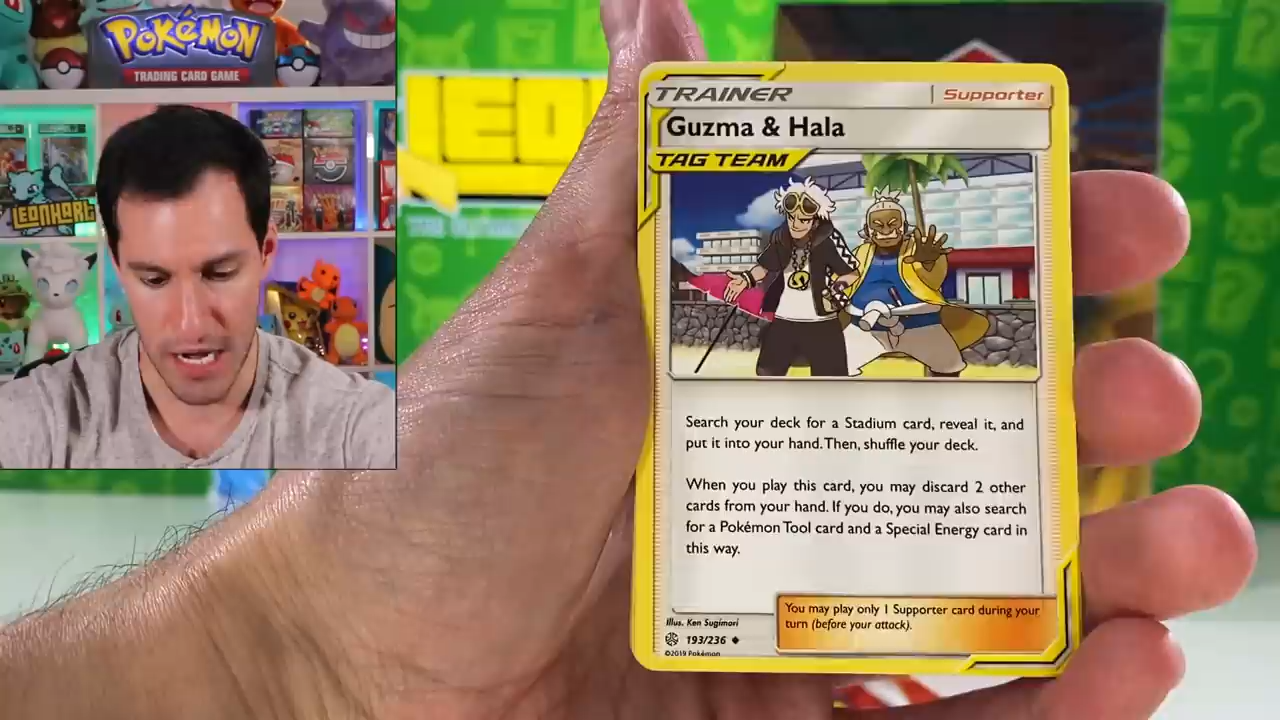 POKéMON
TRADING CARD GAME
LEONHART
LEON
TRAINER
Supporter
Guzma & Hala
TAG TEAM
Search your deck for a Stadium card, reveal it, and
put it into your hand. Then, shuffle your deck.
When you play this card, you may discard 2 other
cards from your hand. If you do, you may also search
for a Pokémon Tool card and a Special Energy card in
this way.
You may play only 1 Supporter card during your
turn (before your attack).
Illus. Ken Sugimori
193/236
©2019 Pokémon